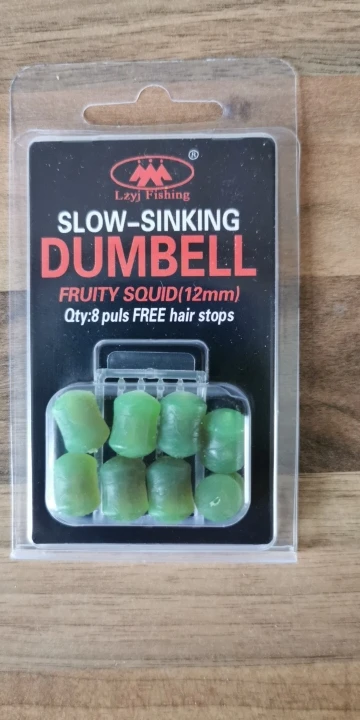 ®
Lzyj Fishing
SLOW-SINKING
DUMBELL
FRUITY SQUID(12mm)
Qty:8 puls FREE hair stops